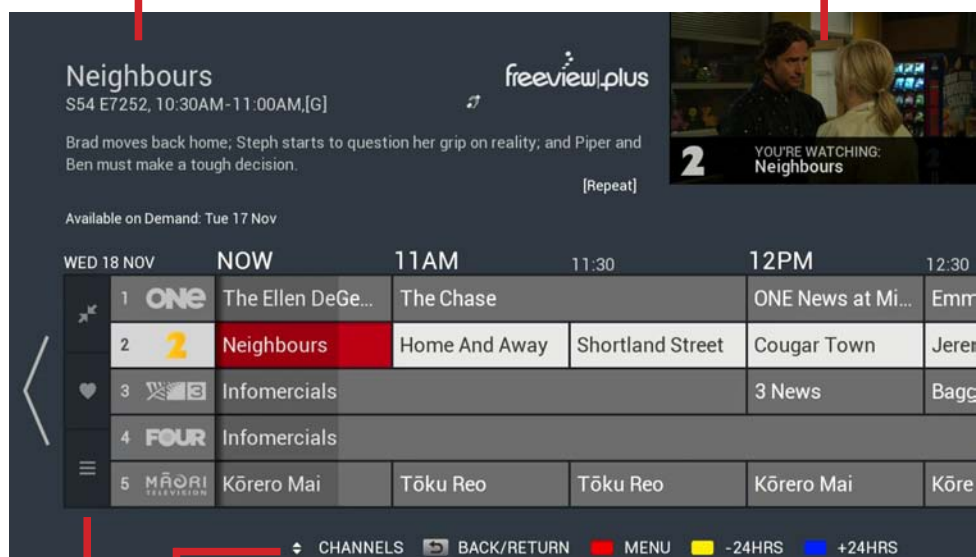 Neighbours
S54 E7252, 10:30AM-11:00AM,[G]
freeview|plus
Brad moves back home; Steph starts to question her grip on reality; and Piper and
Ben must make a tough decision.
[Repeat]
2 YOU'RE WATCHING:
Neighbours
Available on Demand: Tue 17 Nov
WED 18 NOV NOW 11AM 11:30 12PM 12:30
1 ONE The Ellen DeGe... The Chase ONE News at Mi... Emm
2 2 Neighbours Home And Away Shortland Street Cougar Town Jerer
3 3 Infomercials 3 News Bagg
4 FOUR Infomercials
5 MĀORI TELEVISION Kōrero Mai Tōku Reo Tōku Reo Kōrero Mai Kōre
CHANNELS BACK/RETURN MENU -24HRS +24HRS